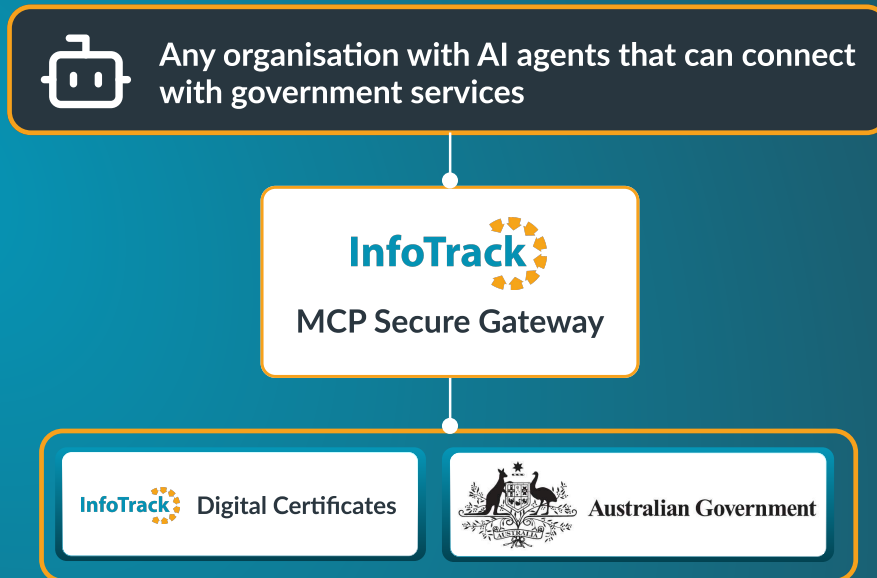 Any organisation with AI agents that can connect
with government services
InfoTrack
MCP Secure Gateway
InfoTrack Digital Certificates
AUSTRALIA
Australian Government